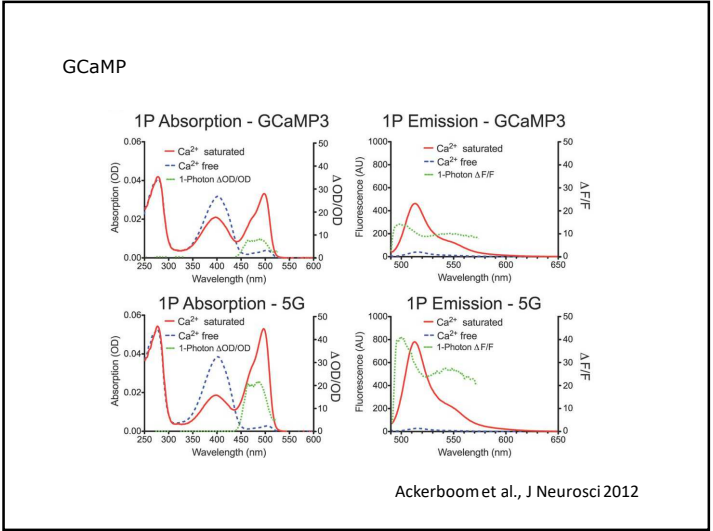 GCaMP
1P Absorption - GCaMP3
Ca2+ saturated
Ca2+ free
1-Photon ΔOD/OD
Absorption (OD)
0.06
0.04
0.02
0.00
50
40
30
20
10
0
Δ OD/OD
250 300 350 400 450 500 550 600
Wavelength (nm)
1P Emission - GCaMP3
Ca2+ saturated
Ca2+ free
1-Photon ΔF/F
Fluorescence (AU)
1000
800
600
400
200
0
50
40
30
20
10
0
Δ F/F
500 550 600 650
Wavelength (nm)
1P Absorption - 5G
Ca2+ saturated
Ca2+ free
1-Photon ΔOD/OD
Absorption (OD)
0.06
0.04
0.02
0.00
50
40
30
20
10
0
Δ OD/OD
250 300 350 400 450 500 550 600
Wavelength (nm)
1P Emission - 5G
Ca2+ saturated
Ca2+ free
1-Photon ΔF/F
Fluorescence (AU)
1000
800
600
400
200
0
50
40
30
20
10
0
Δ F/F
500 550 600 650
Wavelength (nm)
Ackerboom et al., J Neurosci 2012